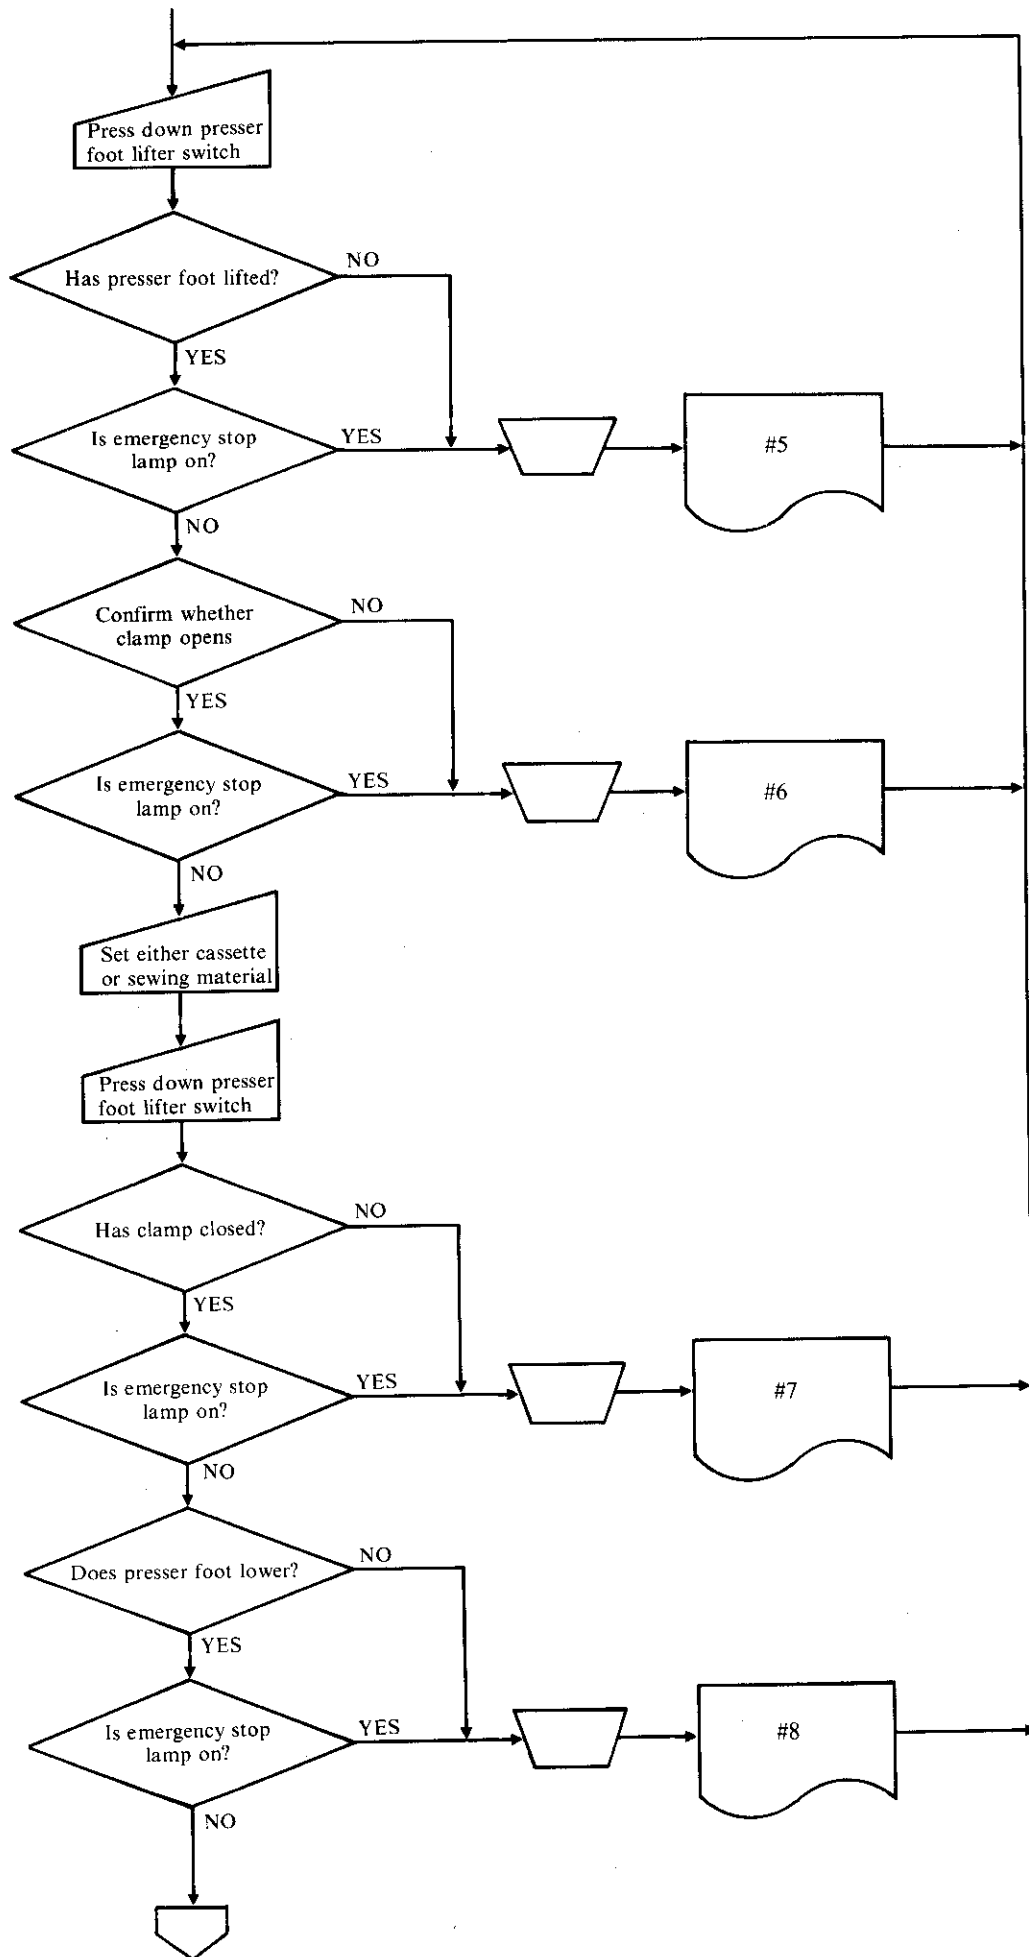 Press down presser
foot lifter switch
Has presser foot lifted?
NO
YES
Is emergency stop
lamp on?
YES
#5
NO
Confirm whether
clamp opens
NO
YES
Is emergency stop
lamp on?
YES
#6
NO
Set either cassette
or sewing material
Press down presser
foot lifter switch
Has clamp closed?
NO
YES
Is emergency stop
lamp on?
YES
#7
NO
Does presser foot lower?
NO
YES
Is emergency stop
lamp on?
YES
#8
NO